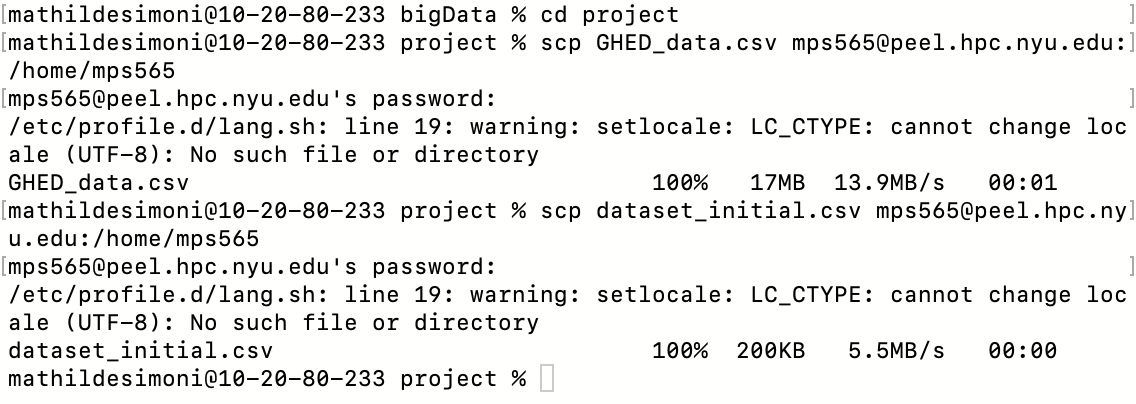 [mathildesimoni@10-20-80-233 bigData % cd project ]
[mathildesimoni@10-20-80-233 project % scp GHED_data.csv mps565@peel.hpc.nyu.edu:]
/home/mps565
[mps565@peel.hpc.nyu.edu's password: ]
/etc/profile.d/lang.sh: line 19: warning: setlocale: LC_CTYPE: cannot change loc
ale (UTF-8): No such file or directory
GHED_data.csv 100% 17MB 13.9MB/s 00:01
[mathildesimoni@10-20-80-233 project % scp dataset_initial.csv mps565@peel.hpc.ny]
[u.edu:/home/mps565
[mps565@peel.hpc.nyu.edu's password: ]
/etc/profile.d/lang.sh: line 19: warning: setlocale: LC_CTYPE: cannot change loc
ale (UTF-8): No such file or directory
dataset_initial.csv 100% 200KB 5.5MB/s 00:00
mathildesimoni@10-20-80-233 project %